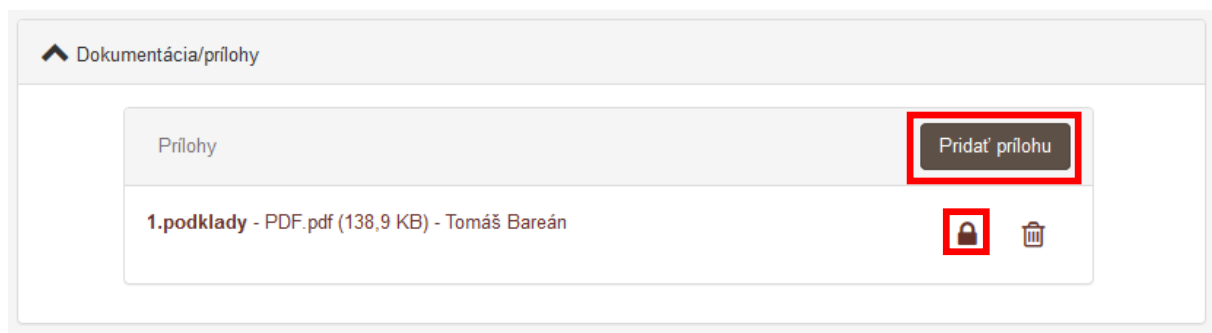 Dokumentácia/prílohy
Prílohy
Pridať prílohu
1.podklady - PDF.pdf (138,9 KB) - Tomáš Bareán